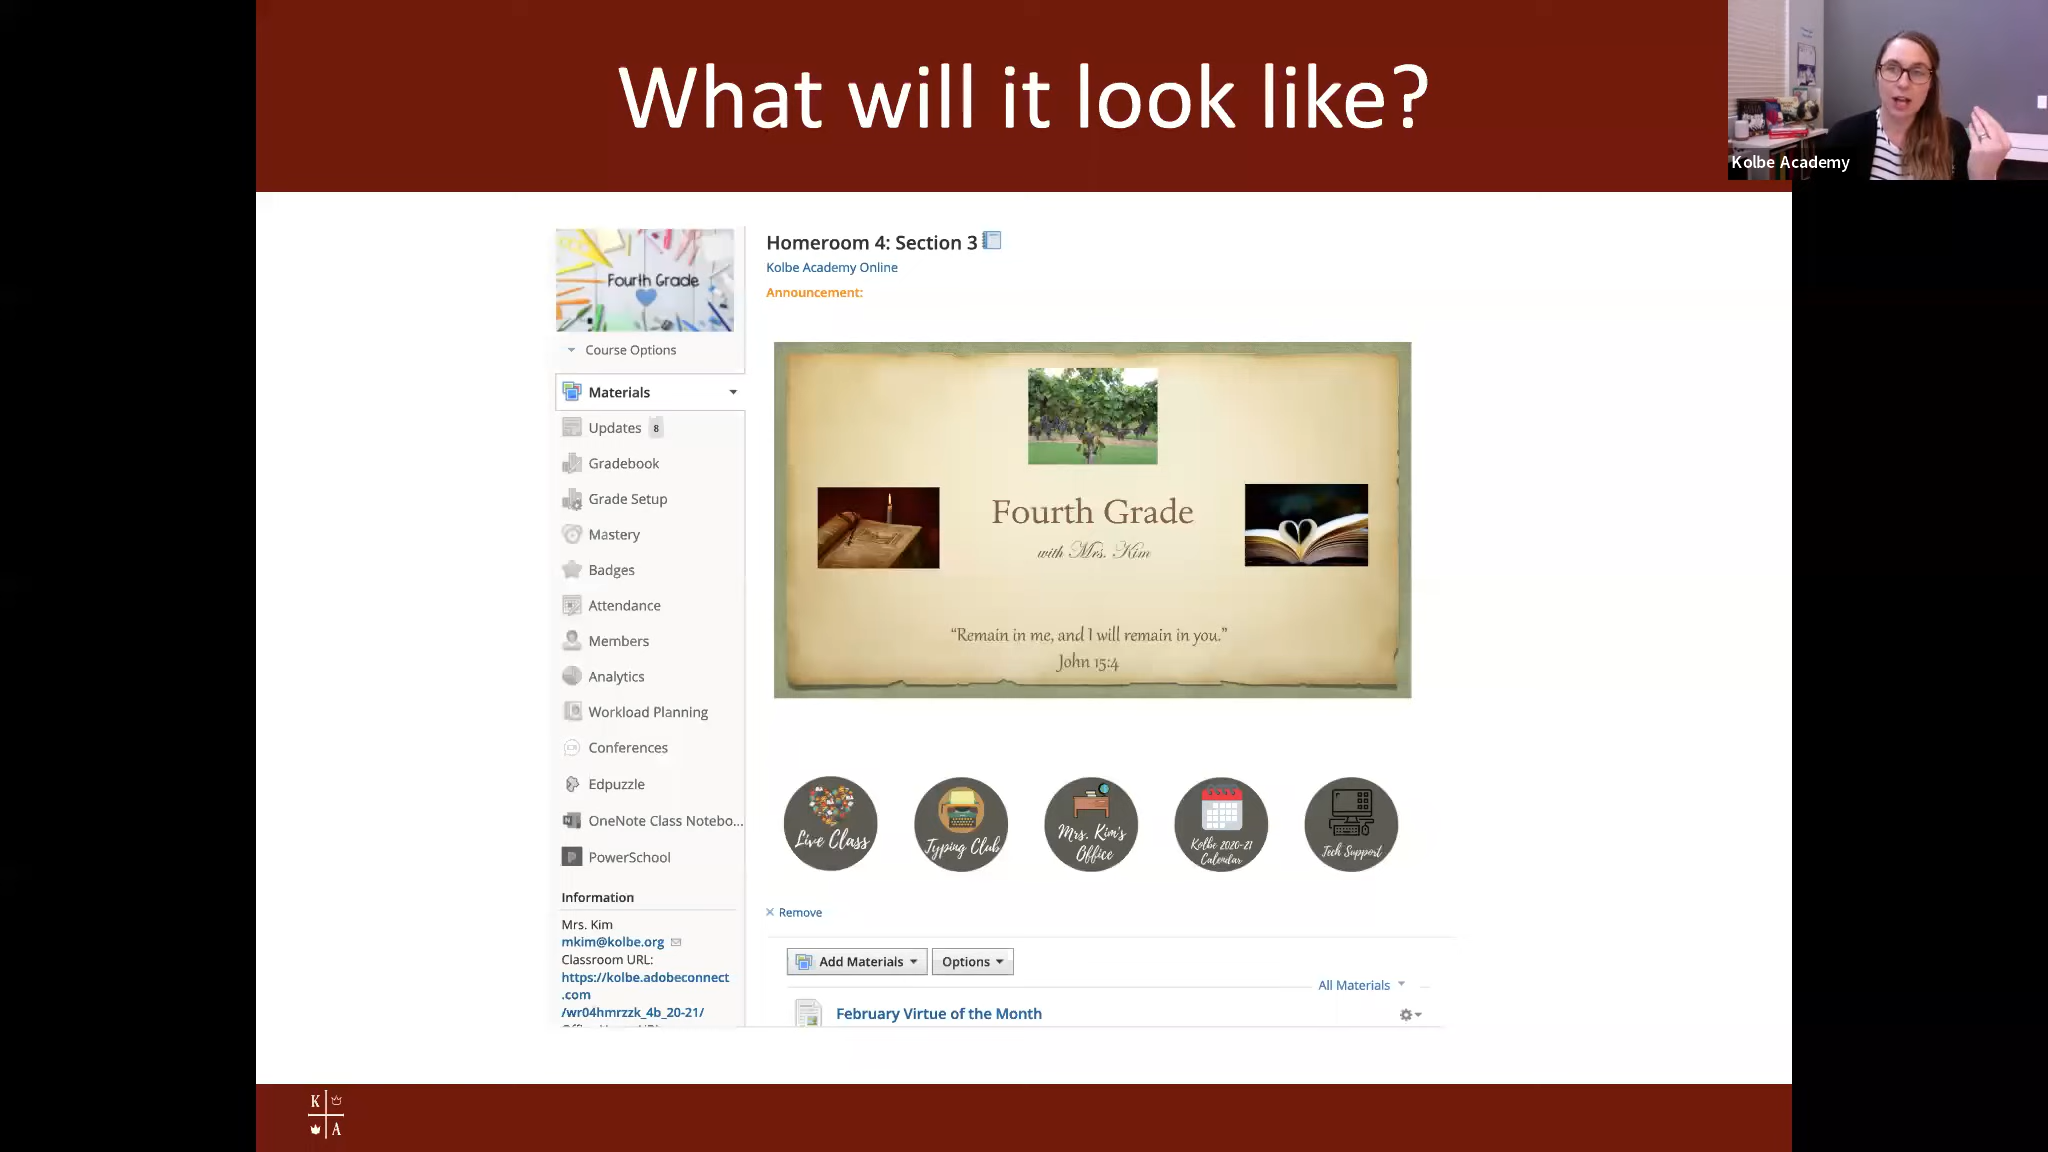 What will it look like?
Kolbe Academy
Fourth Grade
Course Options
Materials
Updates 8
Gradebook
Grade Setup
Mastery
Badges
Attendance
Members
Analytics
Workload Planning
Conferences
Edpuzzle
OneNote Class Notebo...
PowerSchool
Information
Mrs. Kim
mkim@kolbe.org
Classroom URL:
https://kolbe.adobeconnect
.com
/wr04hmrzzk_4b_20-21/
Homeroom 4: Section 3
Kolbe Academy Online
Announcement:
Fourth Grade
with Mrs. Kim
“Remain in me, and I will remain in you.”
John 15:4
Live Class
Typing Club
Mrs. Kim's
Office
Kolbe 2020-21
Calendar
Tech Support
Remove
Add Materials
Options
All Materials
February Virtue of the Month
K
A